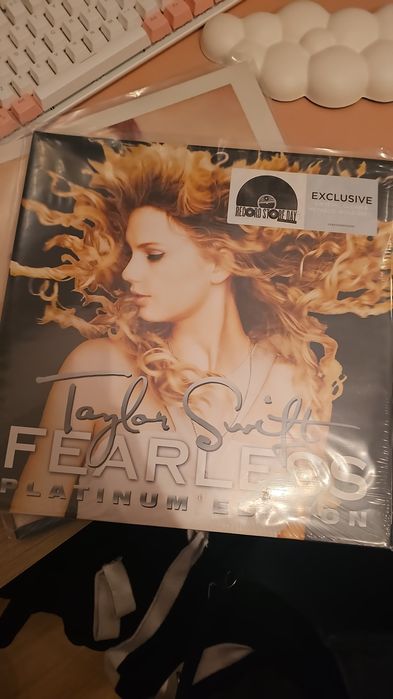 RECORD STORE DAY
EXCLUSIVE
Taylor Swift
FEARLESS
PLATINUM EDITION